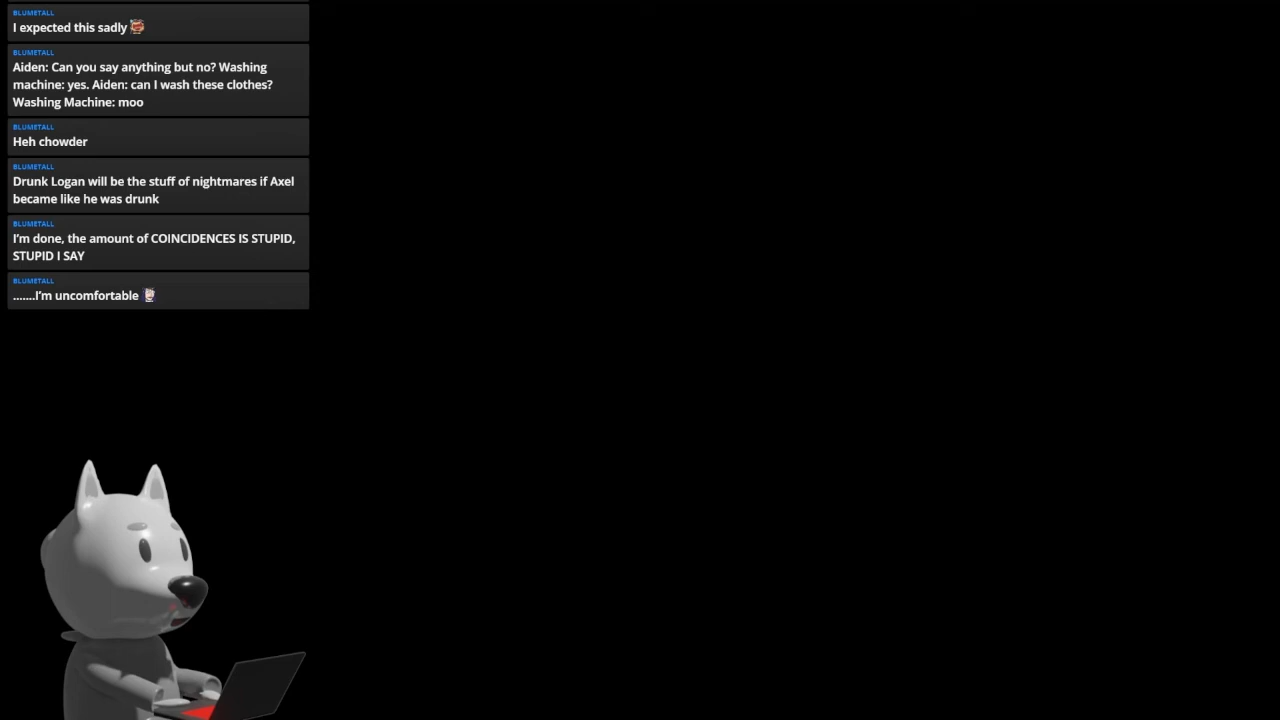 BLUMETALL
I expected this sadly
BLUMETALL
Aiden: Can you say anything but no? Washing
machine: yes. Aiden: can I wash these clothes?
Washing Machine: moo
BLUMETALL
Heh chowder
BLUMETALL
Drunk Logan will be the stuff of nightmares if Axel
became like he was drunk
BLUMETALL
I’m done, the amount of COINCIDENCES IS STUPID,
STUPID I SAY
BLUMETALL
.......I’m uncomfortable